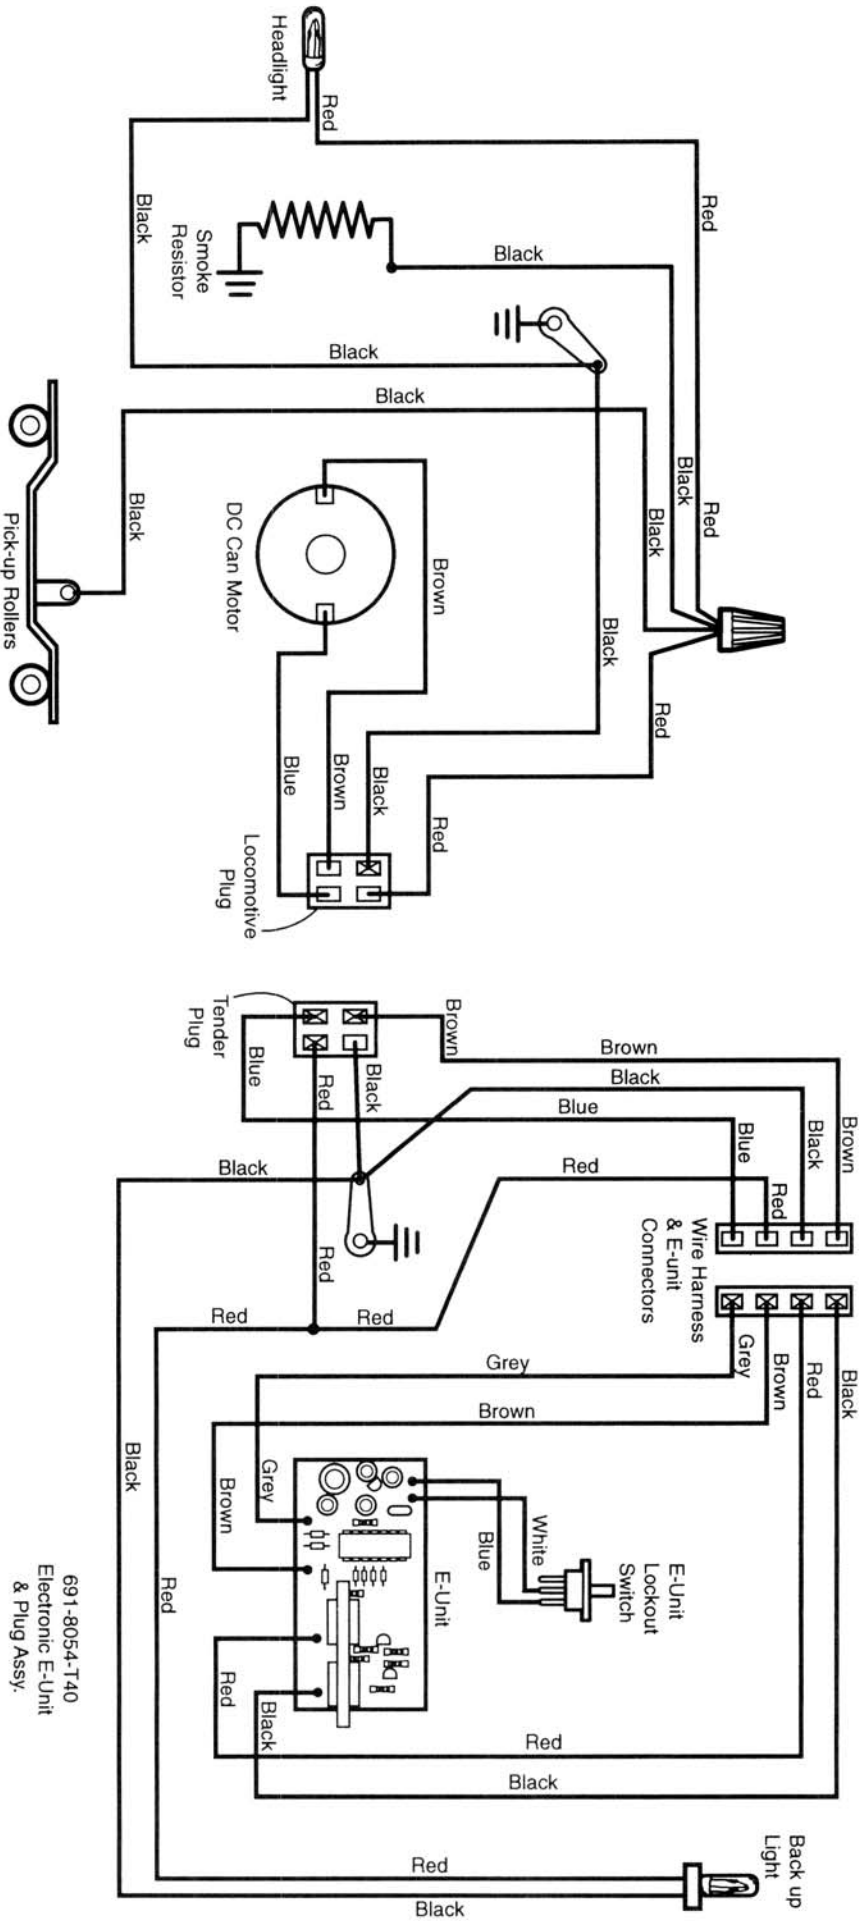 Headlight
Red
Red
Black
Smoke
Resistor
Black
Black
Black
Black
Red
Black
Black
Pick-up Rollers
DC Can Motor
Brown
Black
Red
Blue
Brown
Black
Red
Locomotive
Plug
Tender
Plug
Brown
Brown
Black
Blue
Blue
Red
Black
Brown
Black
Blue
Red
Black
Red
Red
Wire Harness
& E-unit
Connectors
Red
Red
Grey
Brown
Red
Black
Grey
Brown
Grey
Brown
Black
White
Blue
E-Unit
Lockout
Switch
E-Unit
Red
Red
Black
Red
Black
691-8054-T40
Electronic E-Unit
& Plug Assy.
Back up
Light
Red
Black